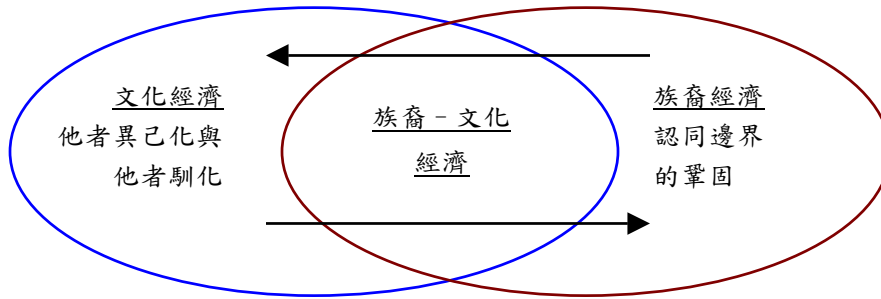 文化經濟
他者異己化與
他者馴化
族裔–文化
經濟
族裔經濟
認同邊界
的鞏固